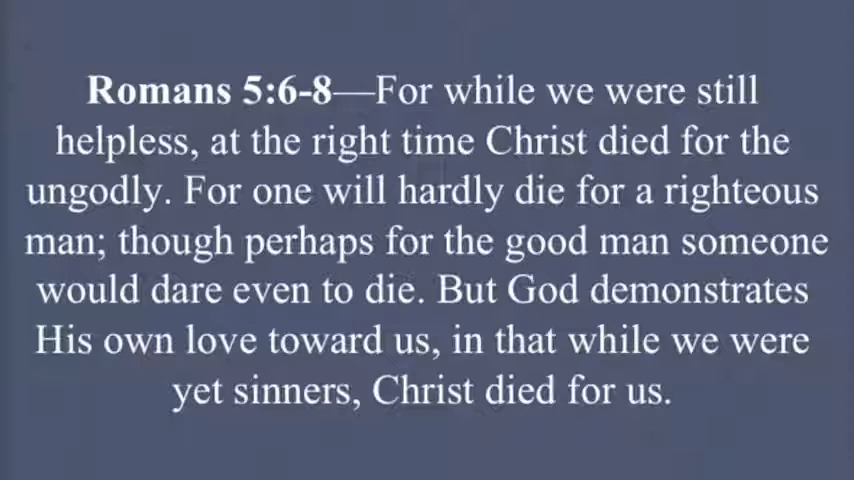 Romans 5:6-8—For while we were still
helpless, at the right time Christ died for the
ungodly. For one will hardly die for a righteous
man; though perhaps for the good man someone
would dare even to die. But God demonstrates
His own love toward us, in that while we were
yet sinners, Christ died for us.